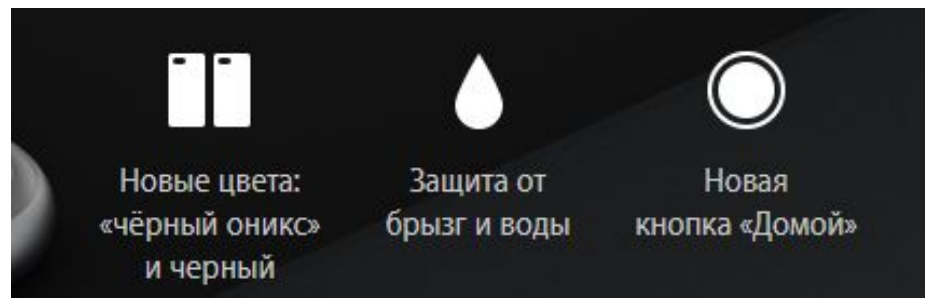 Новые цвета:
«чёрный оникс»
и черный
Защита от
брызг и воды
Новая
кнопка «Домой»